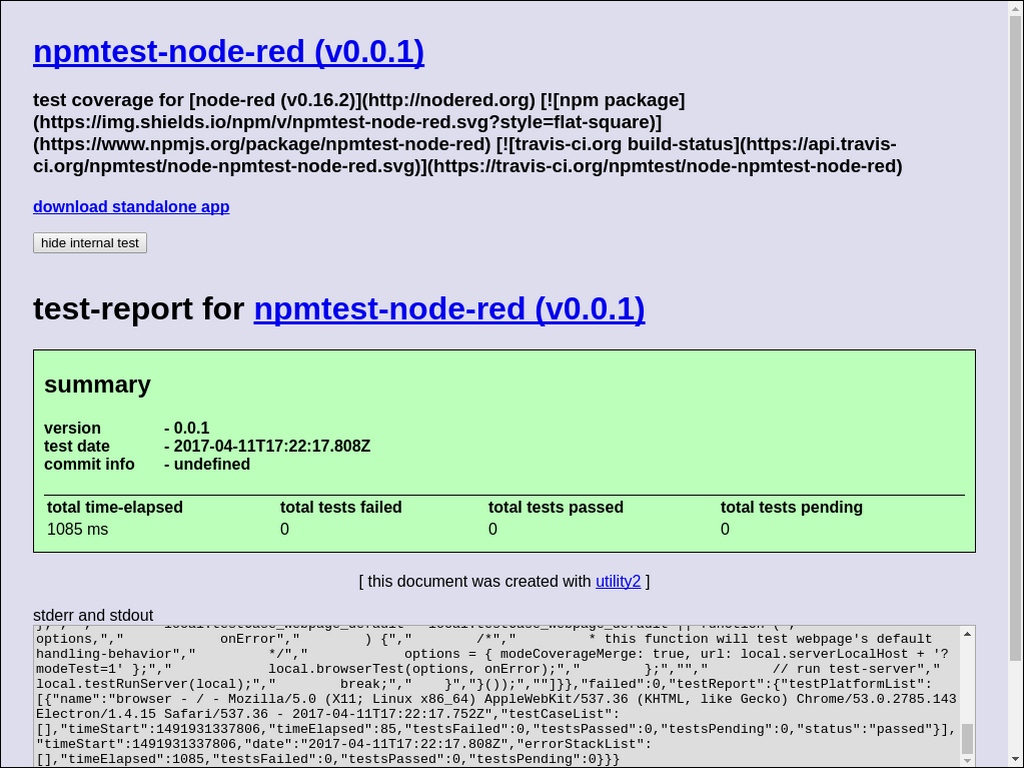 npmtest-node-red (v0.0.1)
test coverage for [node-red (v0.16.2)](http://nodered.org) [![npm package]
(https://img.shields.io/npm/v/npmtest-node-red.svg?style=flat-square)]
(https://www.npmjs.org/package/npmtest-node-red) [![travis-ci.org build-status](https://api.travis-
ci.org/npmtest/node-npmtest-node-red.svg)](https://travis-ci.org/npmtest/node-npmtest-node-red)
download standalone app
hide internal test
test-report for npmtest-node-red (v0.0.1)
summary
version - 0.0.1
test date - 2017-04-11T17:22:17.808Z
commit info - undefined
total time-elapsed total tests failed total tests passed total tests pending
1085 ms 0 0 0
[ this document was created with utility2 ]
stderr and stdout
options,"," onError"," ) {"," /*"," * this function will test webpage's default
handling-behavior"," */"," options = { modeCoverageMerge: true, url: local.serverLocalHost + '?
modeTest=1' };"," local.browserTest(options, onError);"," };",""," // run test-server","
local.testRunServer(local);"," break;"," }","}());",""]}},"failed":0,"testReport":{"testPlatformList":
[{"name":"browser - / - Mozilla/5.0 (X11; Linux x86_64) AppleWebKit/537.36 (KHTML, like Gecko) Chrome/53.0.2785.143
Electron/1.4.15 Safari/537.36 - 2017-04-11T17:22:17.752Z","testCaseList":
[],"timeStart":1491931337806,"timeElapsed":85,"testsFailed":0,"testsPassed":0,"testsPending":0,"status":"passed"}],
"timeStart":1491931337806,"date":"2017-04-11T17:22:17.808Z","errorStackList":
[],"timeElapsed":1085,"testsFailed":0,"testsPassed":0,"testsPending":0}}}